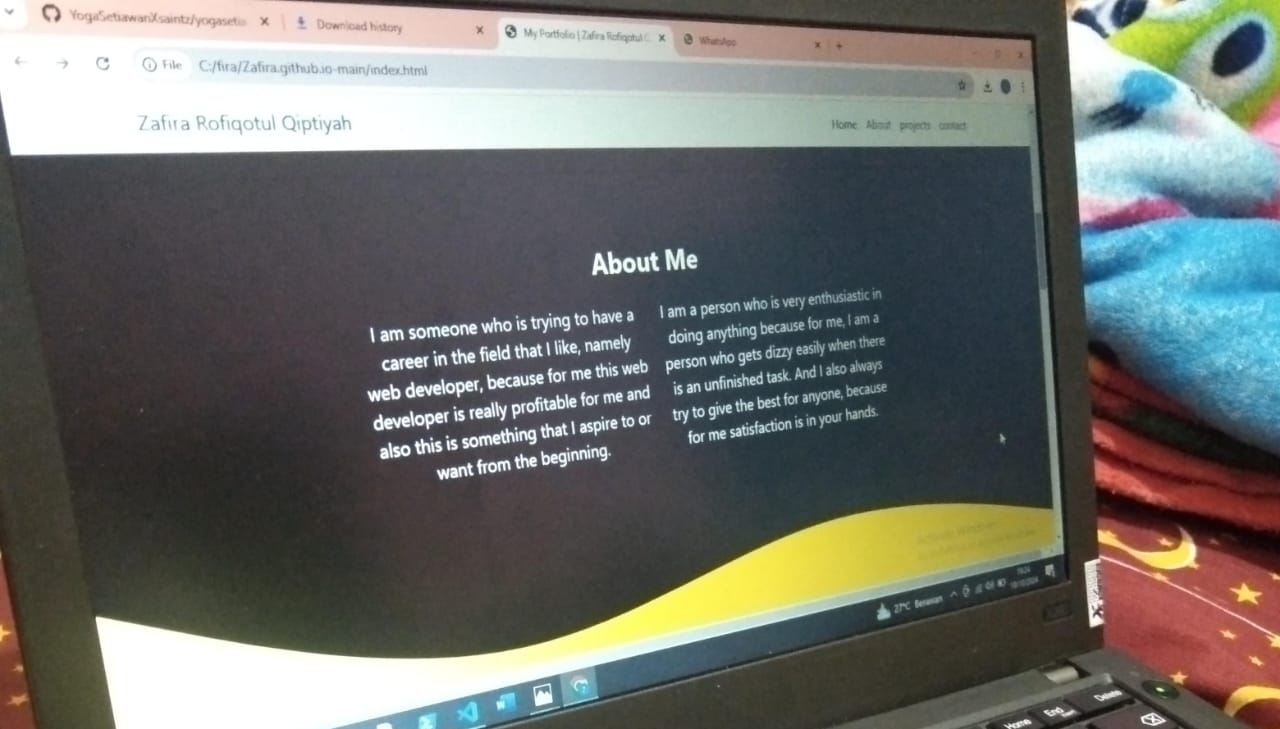 YogaSetiawanXsaintz/yogasetia
Download history
My Portfolio | Zafira Rofiqotul C
WhatsApp
File
C:/fira/Zafira.github.io-main/index.html
Zafira Rofiqotul Qiptiyah
Home About projects contact
About Me
I am someone who is trying to have a
career in the field that I like, namely
web developer, because for me this web
developer is really profitable for me and
also this is something that I aspire to or
want from the beginning.
I am a person who is very enthusiastic in
doing anything because for me, I am a
person who gets dizzy easily when there
is an unfinished task. And I also always
try to give the best for anyone, because
for me satisfaction is in your hands.
Activate Windows
27°C Berawan
Home
End
Delete